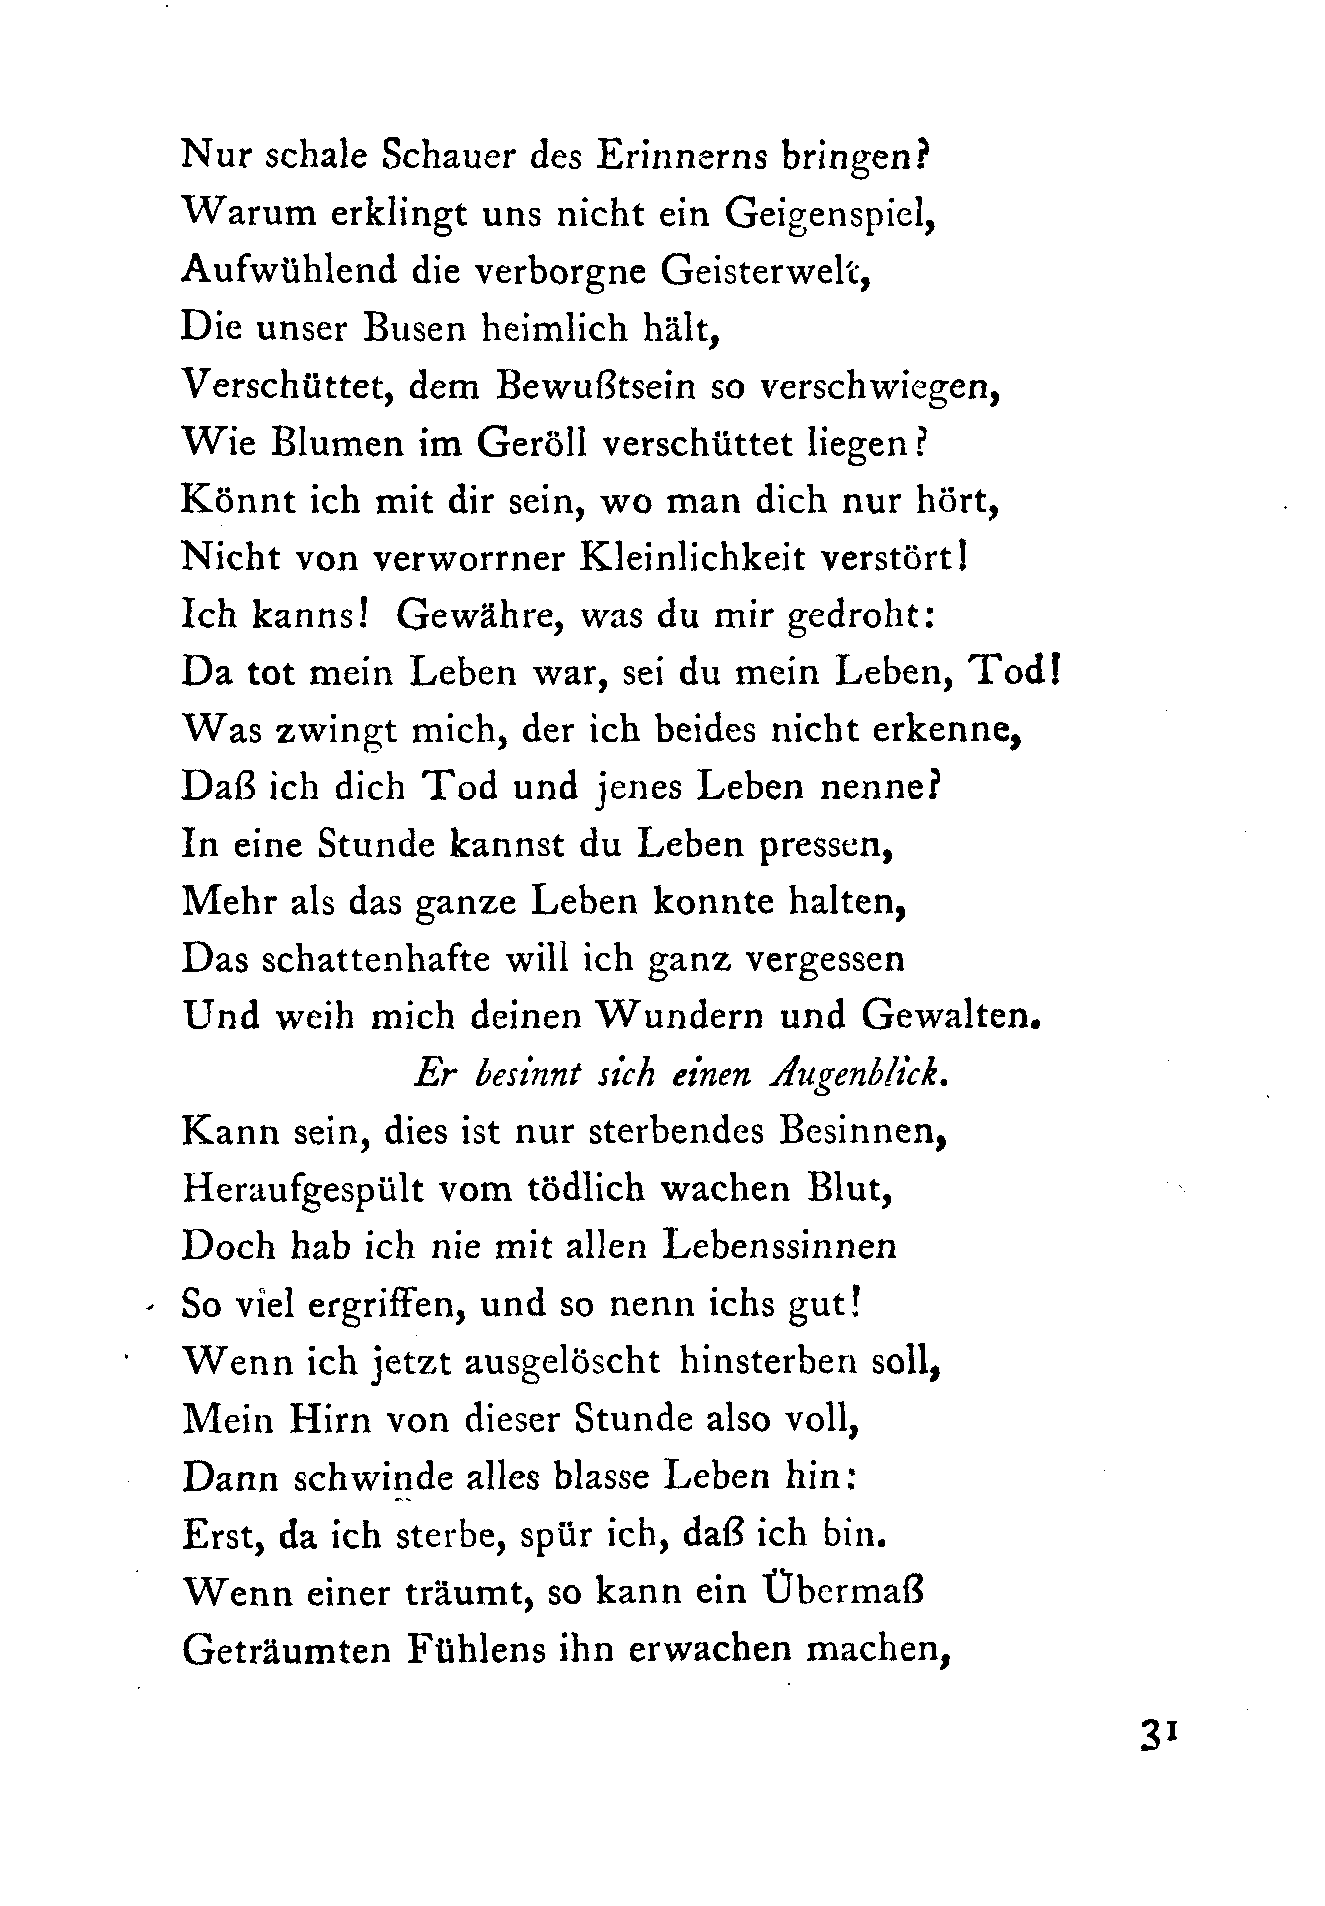 Nur schale Schauer des Erinnerns bringen?
Warum erklingt uns nicht ein Geigenspiel,
Aufwühlend die verborgne Geisterwelt,
Die unser Busen heimlich hält,
Verschüttet, dem Bewußtsein so verschwiegen,
Wie Blumen im Geröll verschüttet liegen?
Könnt ich mit dir sein, wo man dich nur hört,
Nicht von verworrner Kleinlichkeit verstört!
Ich kanns! Gewähre, was du mir gedroht:
Da tot mein Leben war, sei du mein Leben, Tod!
Was zwingt mich, der ich beides nicht erkenne,
Daß ich dich Tod und jenes Leben nenne?
In eine Stunde kannst du Leben pressen,
Mehr als das ganze Leben konnte halten,
Das schattenhafte will ich ganz vergessen
Und weih mich deinen Wundern und Gewalten.
Er besinnt sich einen Augenblick.
Kann sein, dies ist nur sterbendes Besinnen,
Heraufgespült vom tödlich wachen Blut,
Doch hab ich nie mit allen Lebenssinnen
So viel ergriffen, und so nenn ichs gut!
Wenn ich jetzt ausgelöscht hinsterben soll,
Mein Hirn von dieser Stunde also voll,
Dann schwinde alles blasse Leben hin:
Erst, da ich sterbe, spür ich, daß ich bin.
Wenn einer träumt, so kann ein Übermaß
Geträumten Fühlens ihn erwachen machen,
31